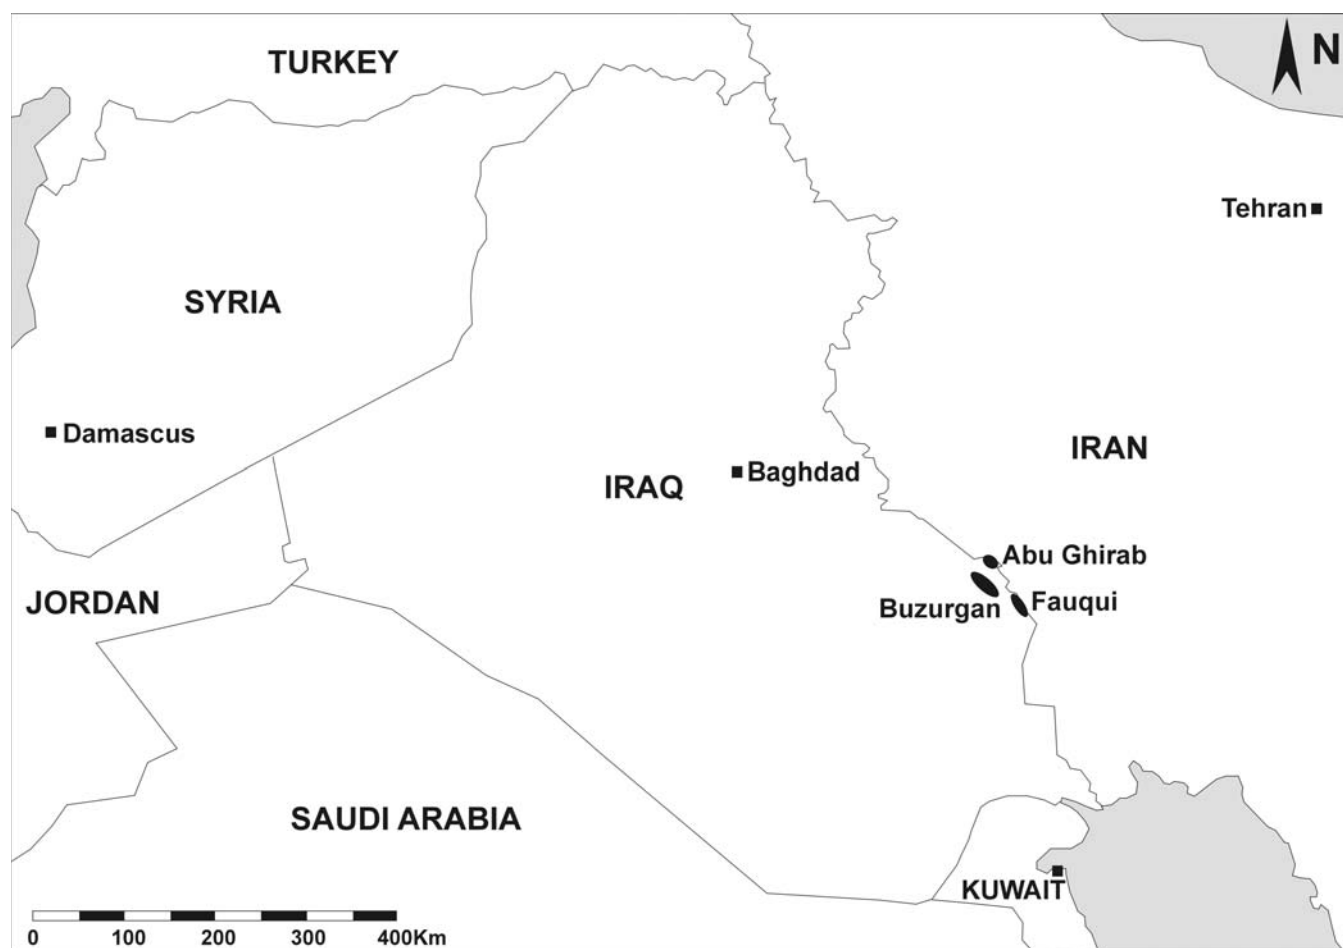 TURKEY
N
Tehran
SYRIA
Damascus
IRAN
Baghdad
IRAQ
Abu Ghirab
Buzurgan
Fauqui
JORDAN
SAUDI ARABIA
KUWAIT
0 100 200 300 400Km